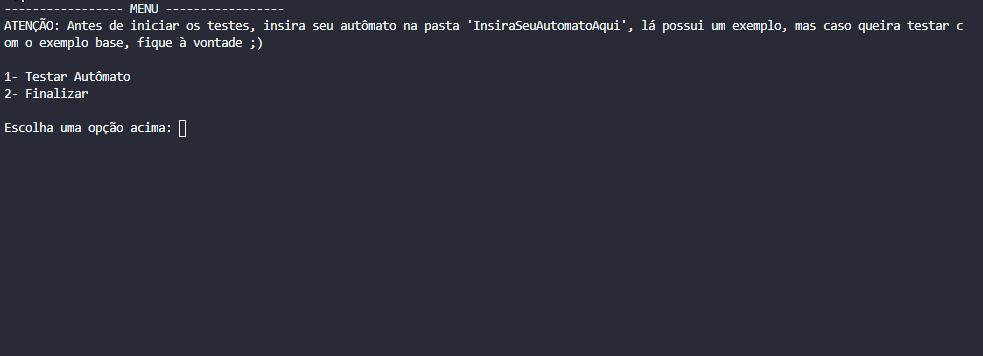 ----------------- MENU -----------------
ATENÇÃO: Antes de iniciar os testes, insira seu autômato na pasta 'InsiraSeuAutomatoAqui', lá possui um exemplo, mas caso queira testar c
om o exemplo base, fique à vontade ;)
1- Testar Autômato
2- Finalizar
Escolha uma opção acima: